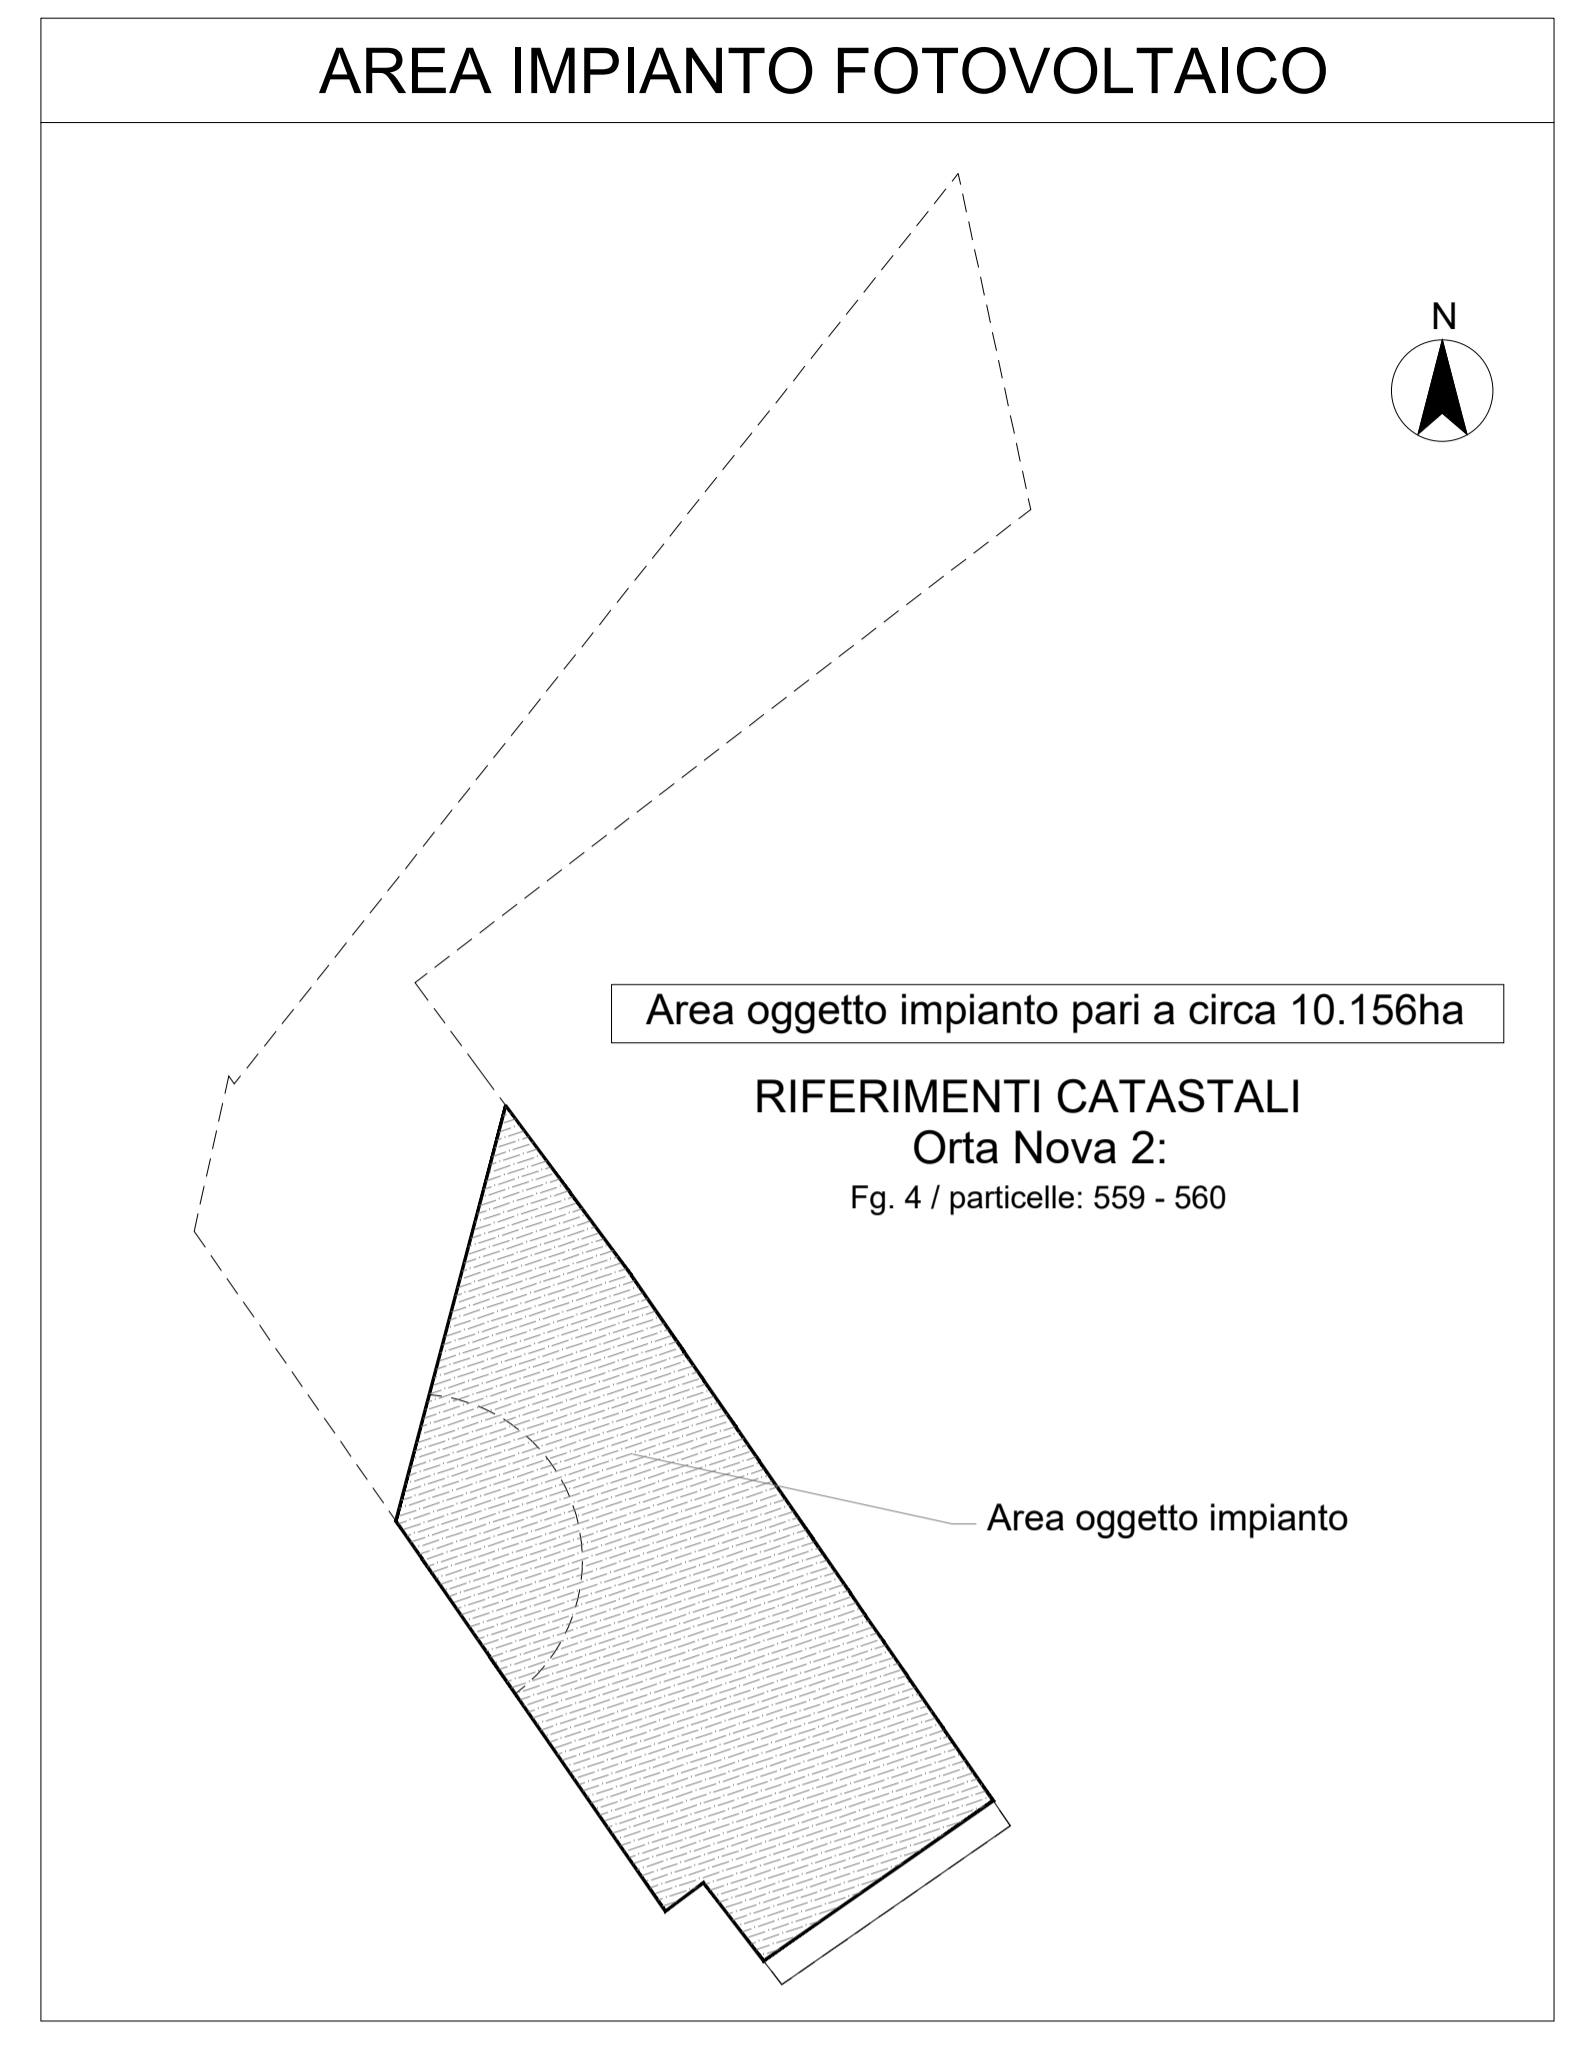 AREA IMPIANTO FOTOVOLTAICO
N
Area oggetto impianto pari a circa 10.156ha
RIFERIMENTI CATASTALI
Orta Nova 2:
Fg. 4 / particelle: 559 - 560
Area oggetto impianto